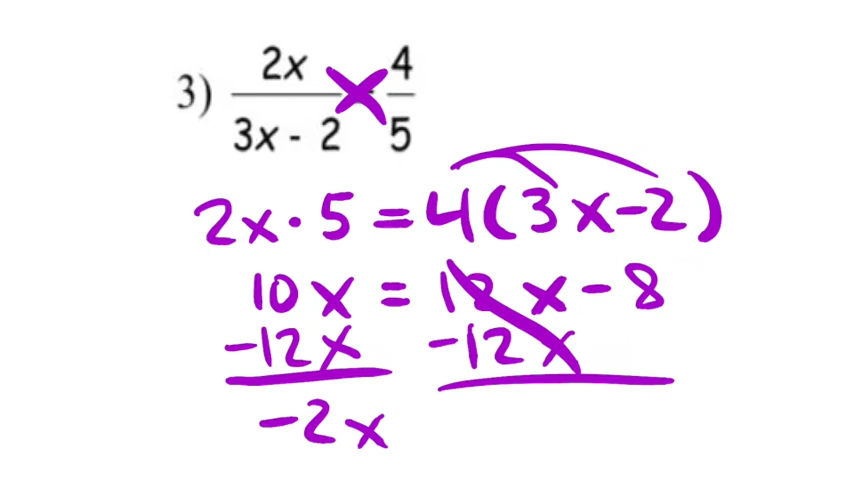 3) 2x/(3x - 2) = 4/5
2x · 5 = 4(3x - 2)
10x = 12x - 8
-12x -12x
-2x